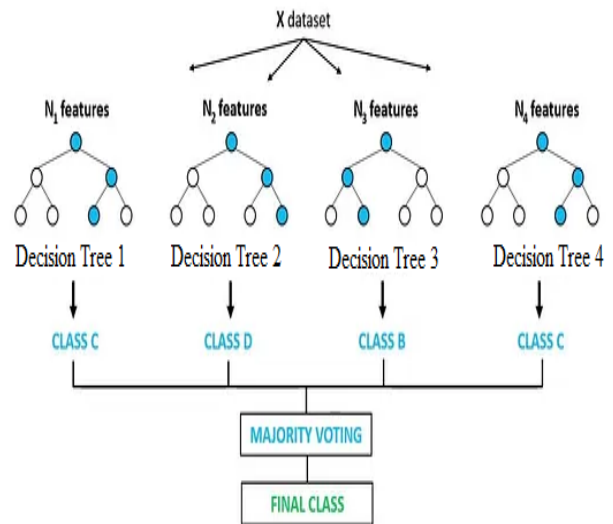 X dataset
N₁ features
N₂ features
N₃ features
N₄ features
Decision Tree 1
Decision Tree 2
Decision Tree 3
Decision Tree 4
CLASS C
CLASS D
CLASS B
CLASS C
MAJORITY VOTING
FINAL CLASS